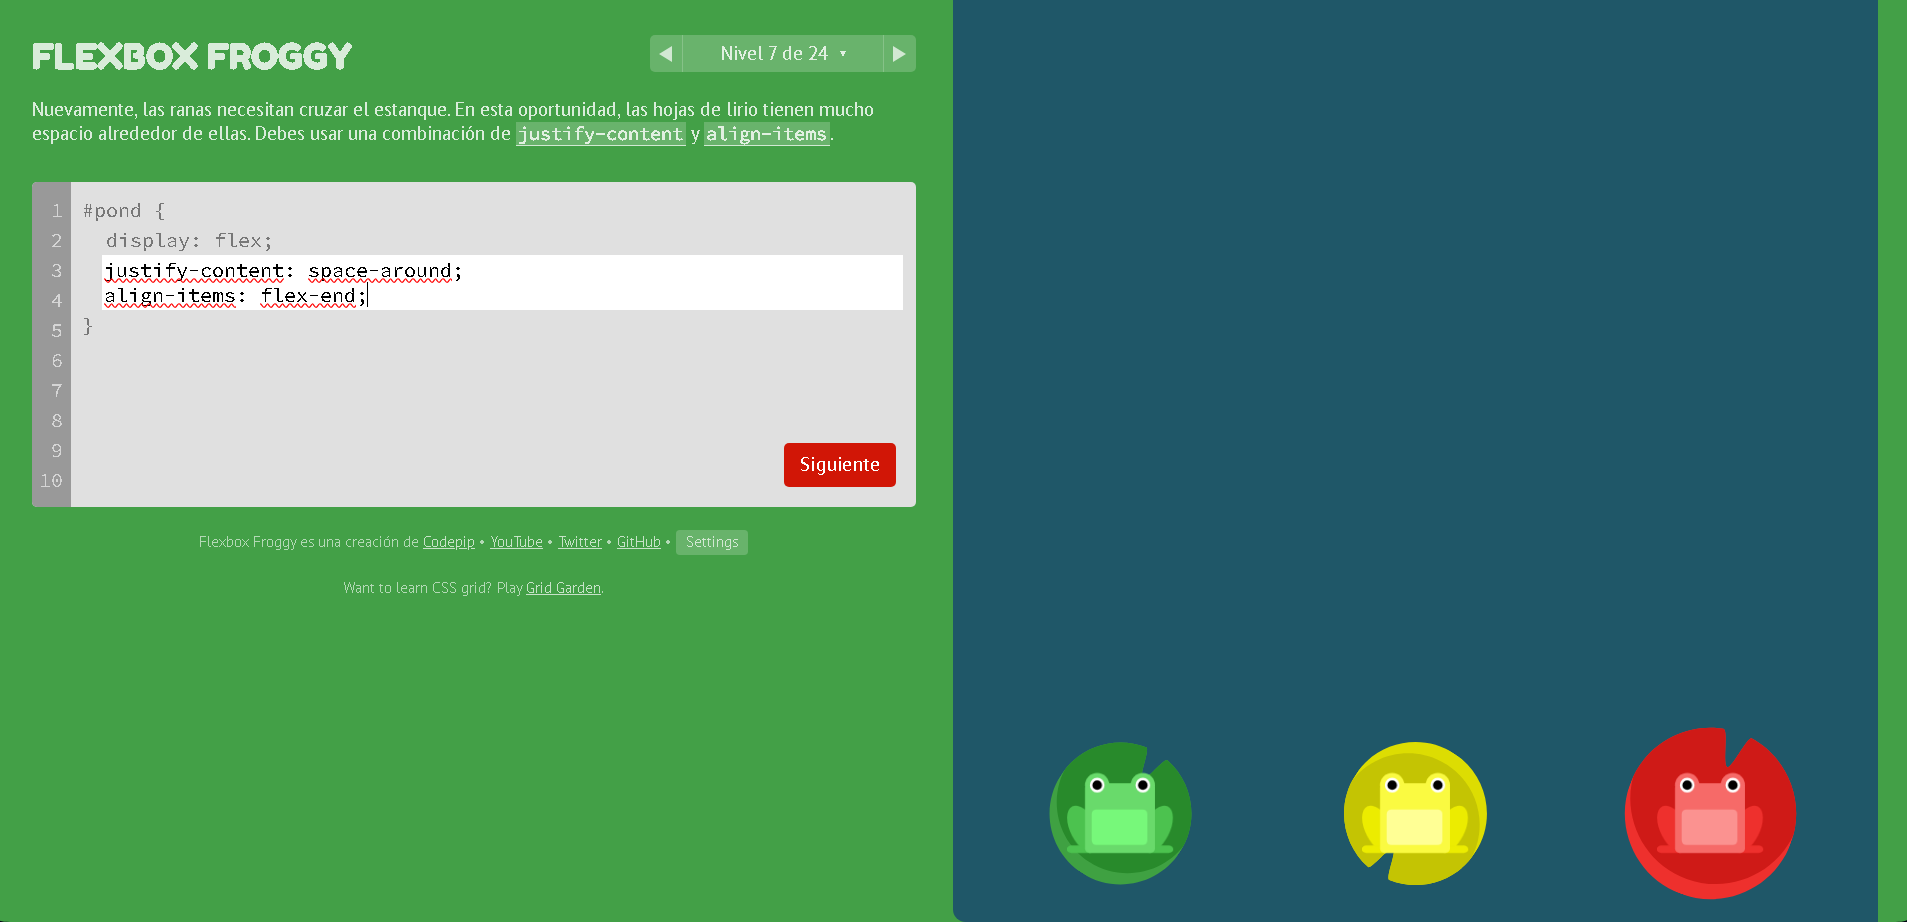 FLEXBOX FROGGY
◀ Nivel 7 de 24 ▾ ▶
Nuevamente, las ranas necesitan cruzar el estanque. En esta oportunidad, las hojas de lirio tienen mucho
espacio alrededor de ellas. Debes usar una combinación de justify-content y align-items.
1 #pond {
2 display: flex;
3 justify-content: space-around;
4 align-items: flex-end;
5 }
6
7
8
9
10
Siguiente
Flexbox Froggy es una creación de Codepip • YouTube • Twitter • GitHub • Settings
Want to learn CSS grid? Play Grid Garden.